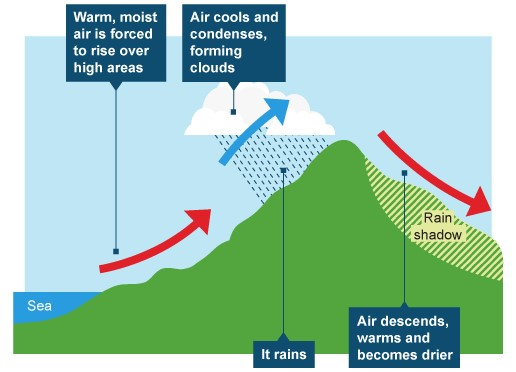 Warm, moist
air is forced
to rise over
high areas
Air cools and
condenses,
forming
clouds
Rain
shadow
Sea
It rains
Air descends,
warms and
becomes drier